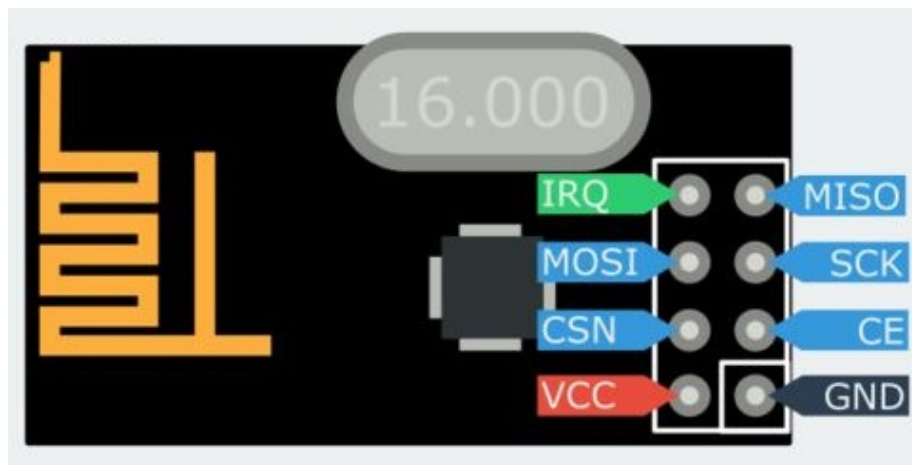 16.000
IRQ MISO
MOSI SCK
CSN CE
VCC GND